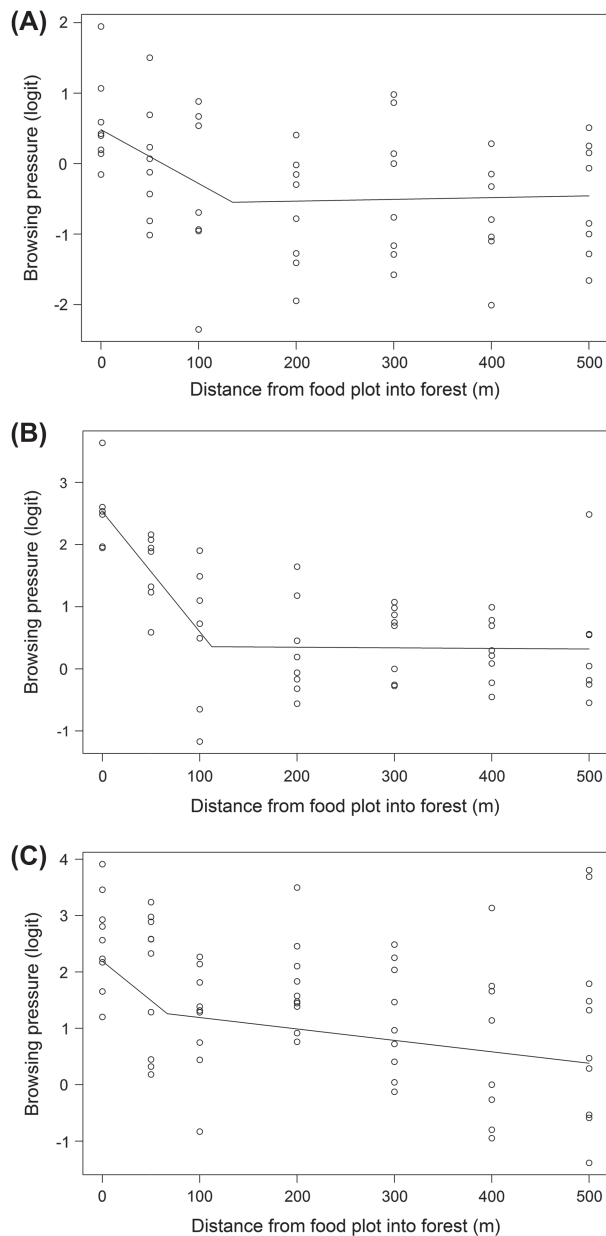 (A)
Browsing pressure (logit)
2
1
0
-1
-2
0 100 200 300 400 500
Distance from food plot into forest (m)
(B)
Browsing pressure (logit)
3
2
1
0
-1
0 100 200 300 400 500
Distance from food plot into forest (m)
(C)
Browsing pressure (logit)
4
3
2
1
0
-1
0 100 200 300 400 500
Distance from food plot into forest (m)